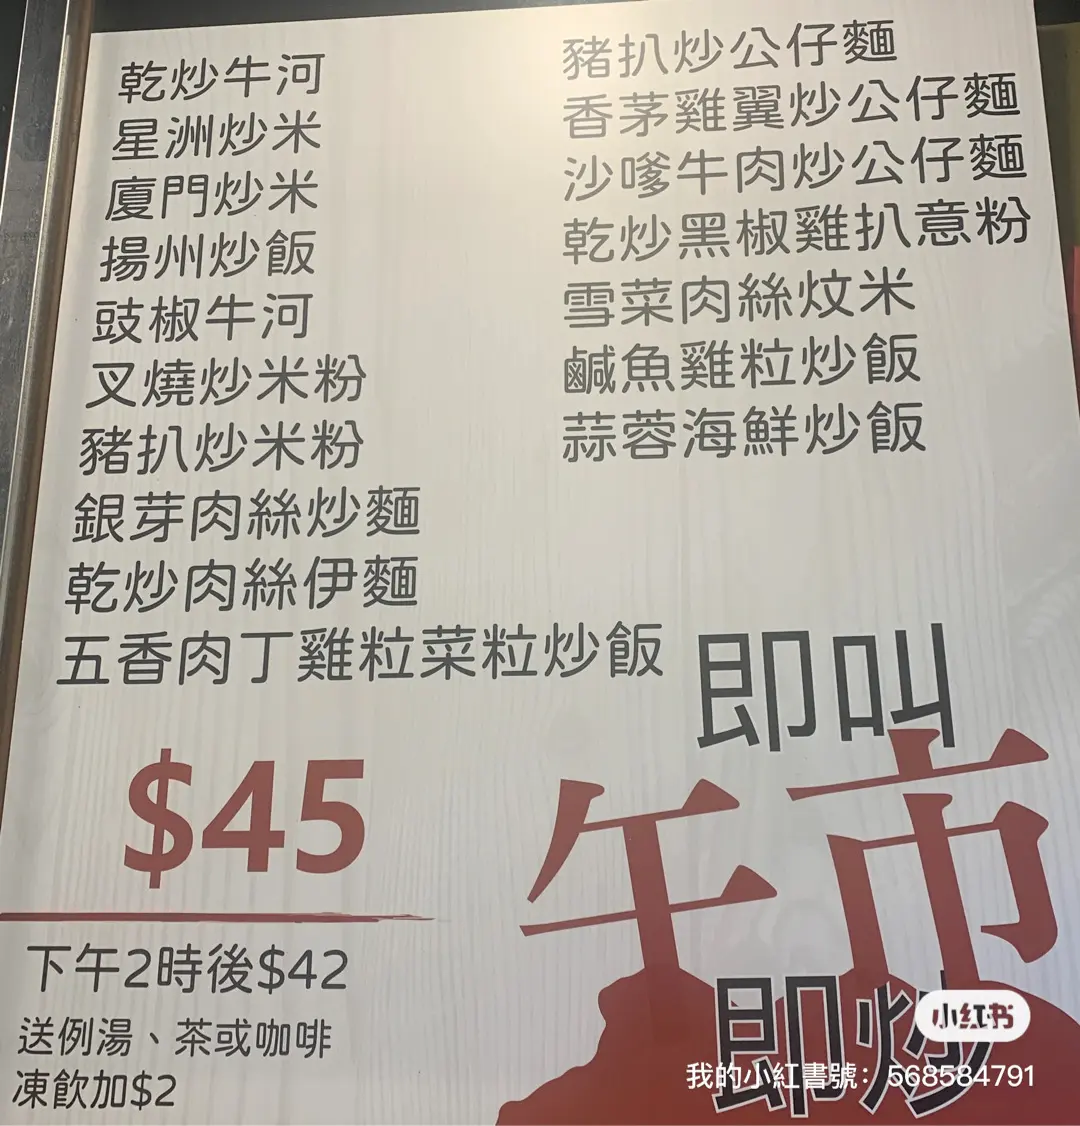 乾炒牛河
星洲炒米
廈門炒米
揚州炒飯
豉椒牛河
叉燒炒米粉
豬扒炒米粉
銀芽肉絲炒麵
乾炒肉絲伊麵
五香肉丁雞粒菜粒炒飯
豬扒炒公仔麵
香茅雞翼炒公仔麵
沙嗲牛肉炒公仔麵
乾炒黑椒雞扒意粉
雪菜肉絲炆米
鹹魚雞粒炒飯
蒜蓉海鮮炒飯
即叫
午市
即炒
$45
下午2時後$42
送例湯、茶或咖啡
凍飲加$2
小红书
我的小紅書號：568584791